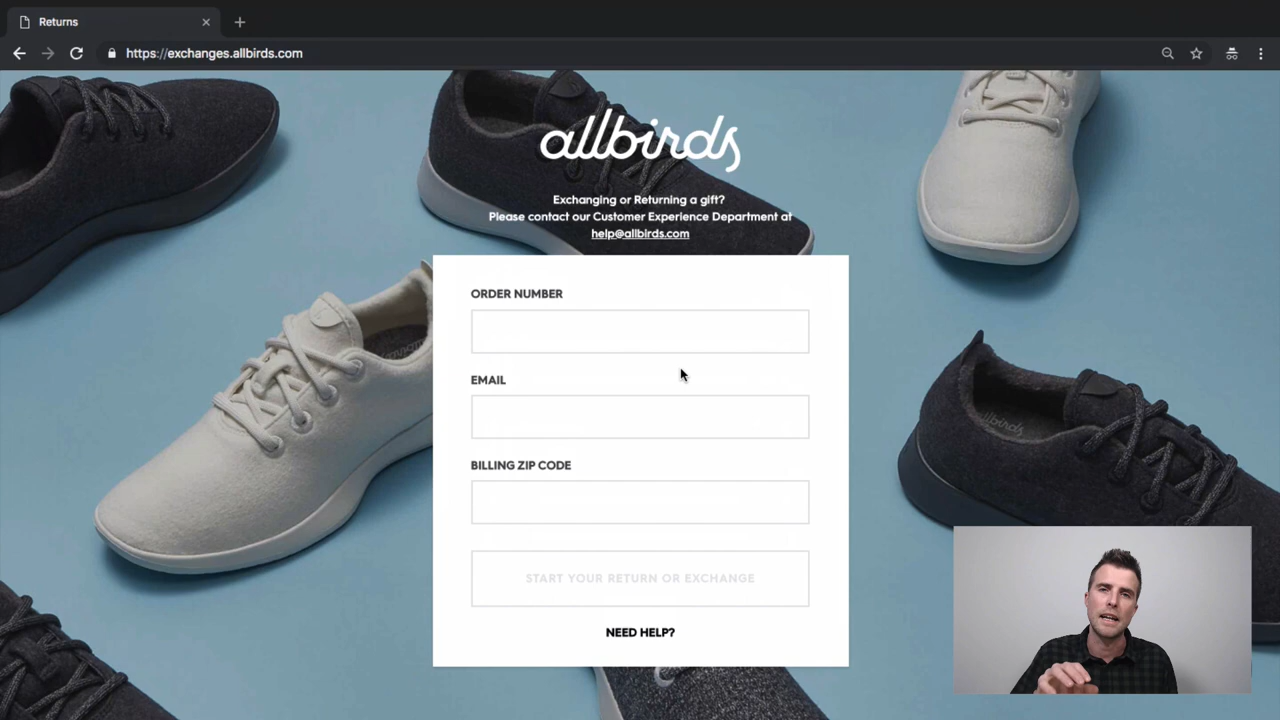 Returns
https://exchanges.allbirds.com
allbirds
Exchanging or Returning a gift?
Please contact our Customer Experience Department at
help@allbirds.com
ORDER NUMBER
EMAIL
BILLING ZIP CODE
START YOUR RETURN OR EXCHANGE
NEED HELP?
allbirds